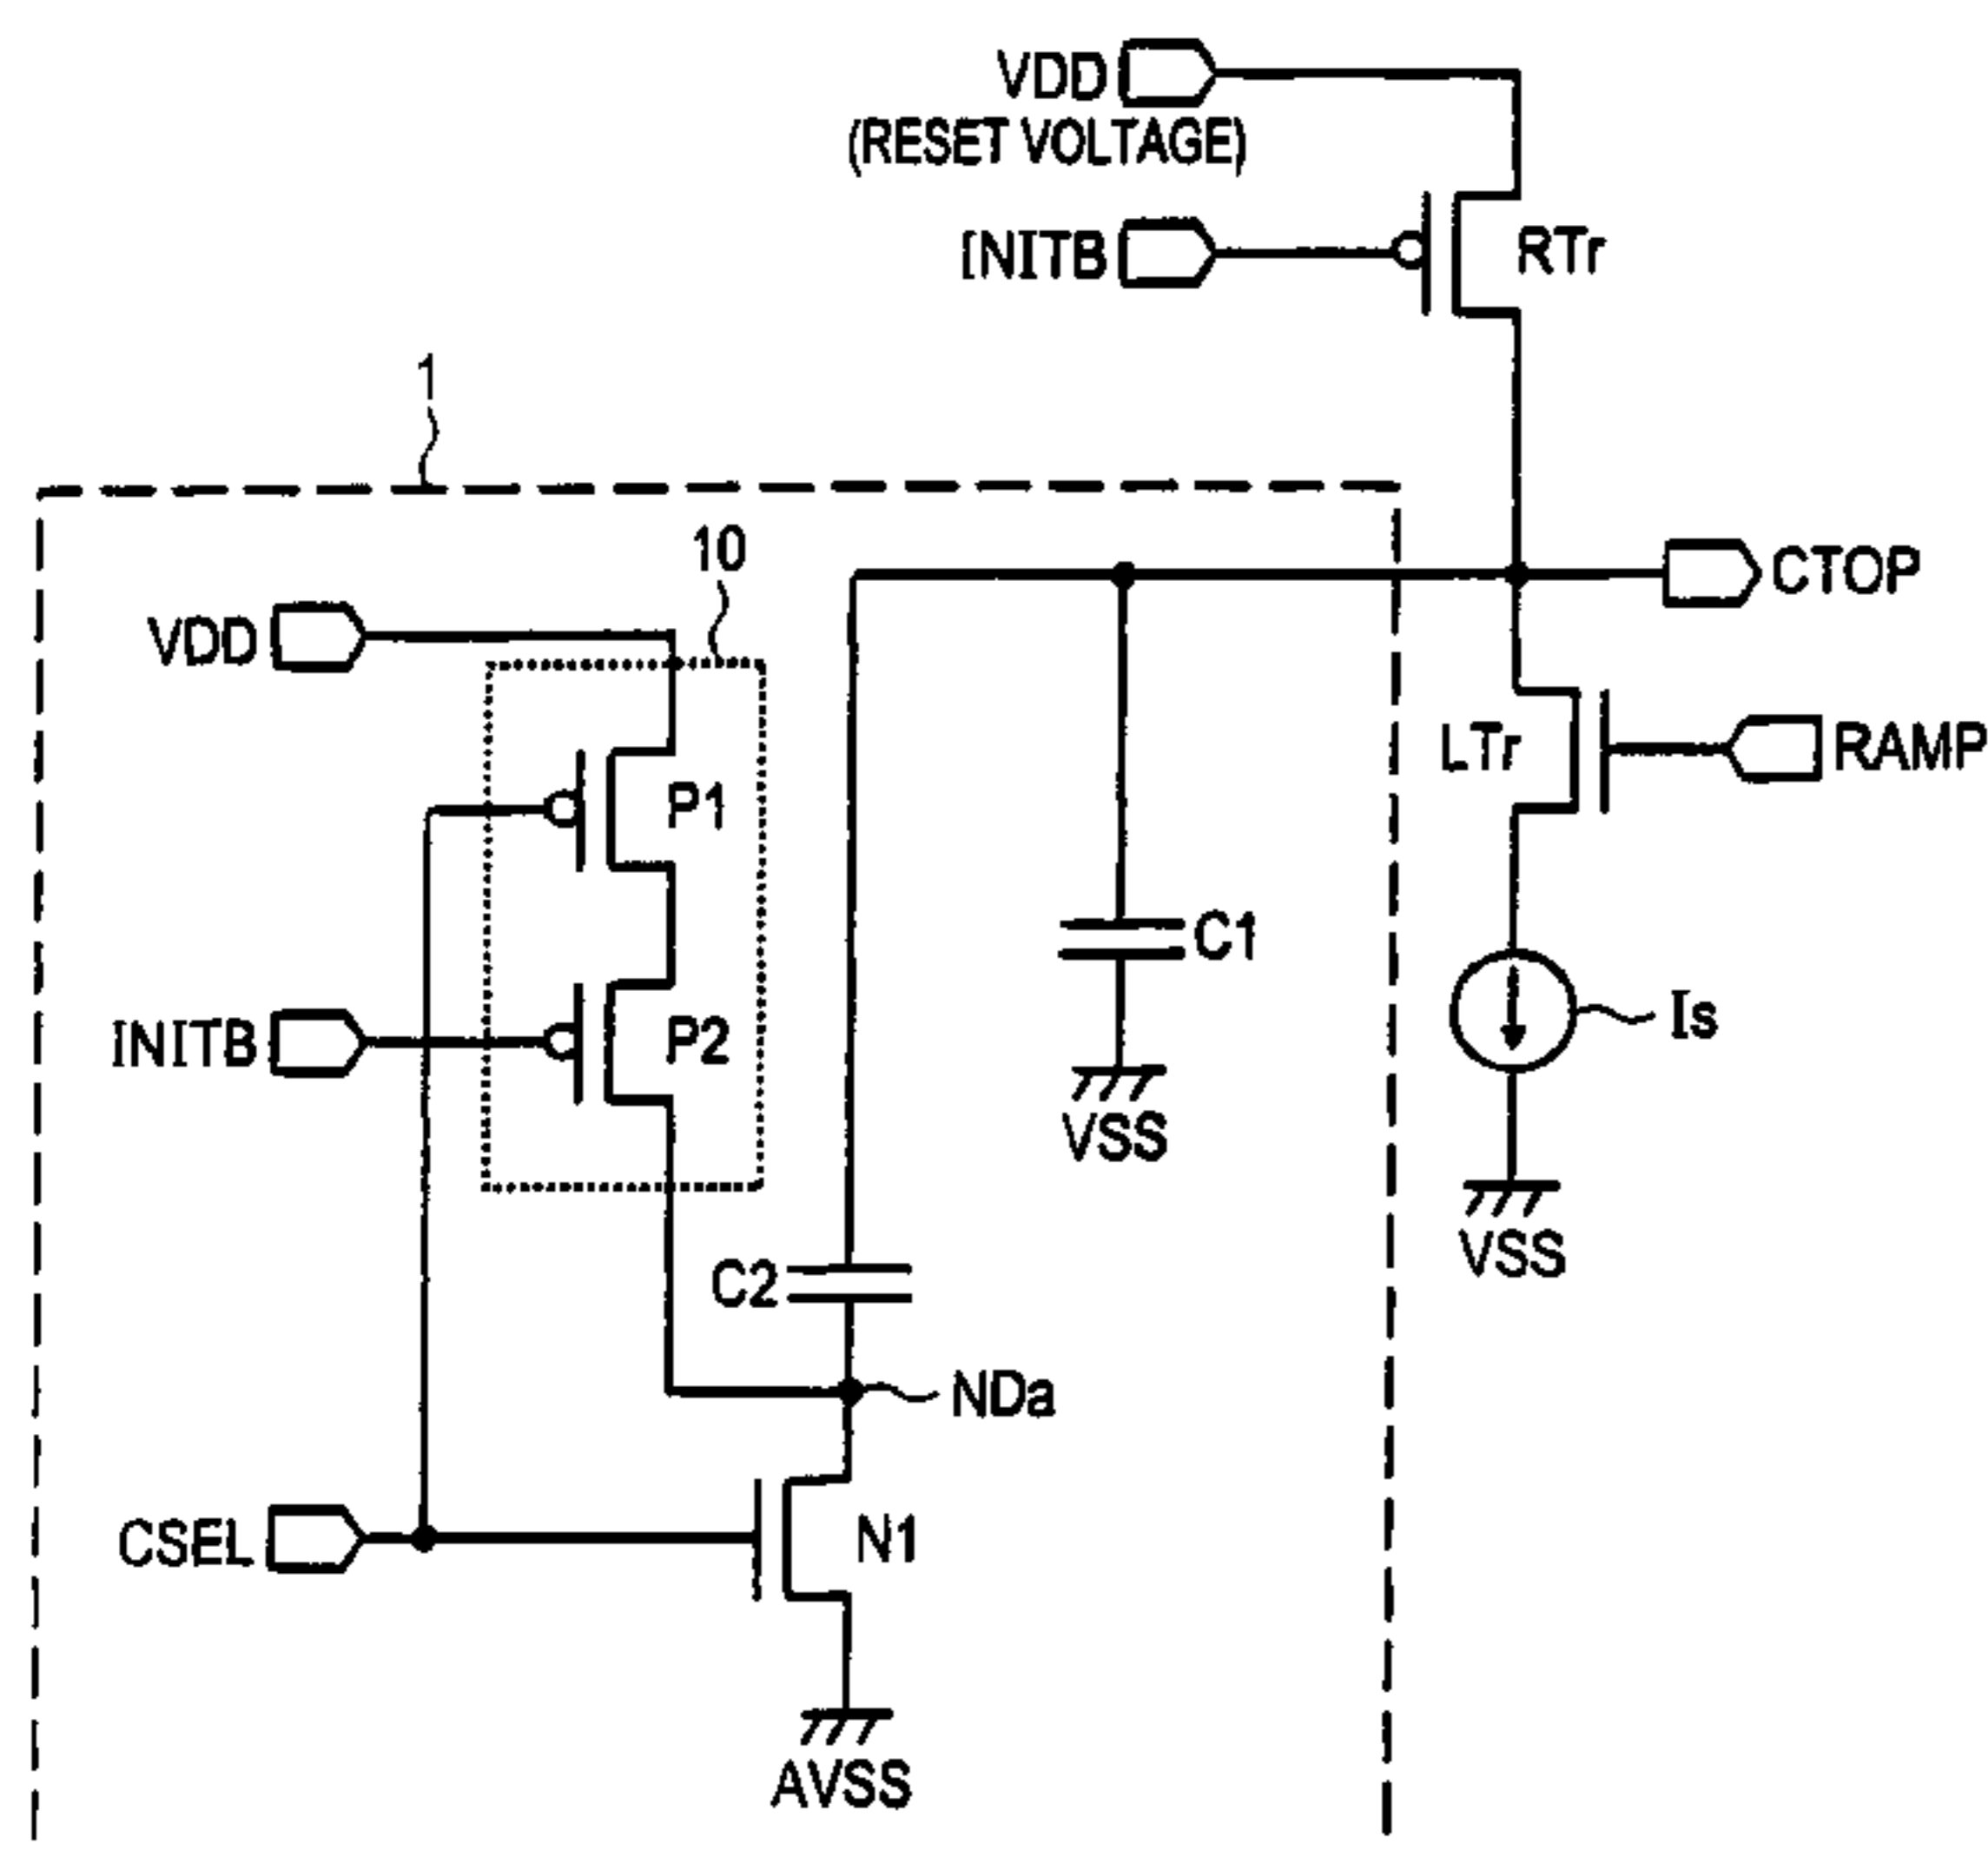 VDD
(RESET VOLTAGE)
INITB
RTr
1
10
CTOP
VDD
LTr
RAMP
P1
C1
INITB
P2
Is
VSS
VSS
C2
NDa
CSEL
N1
AVSS